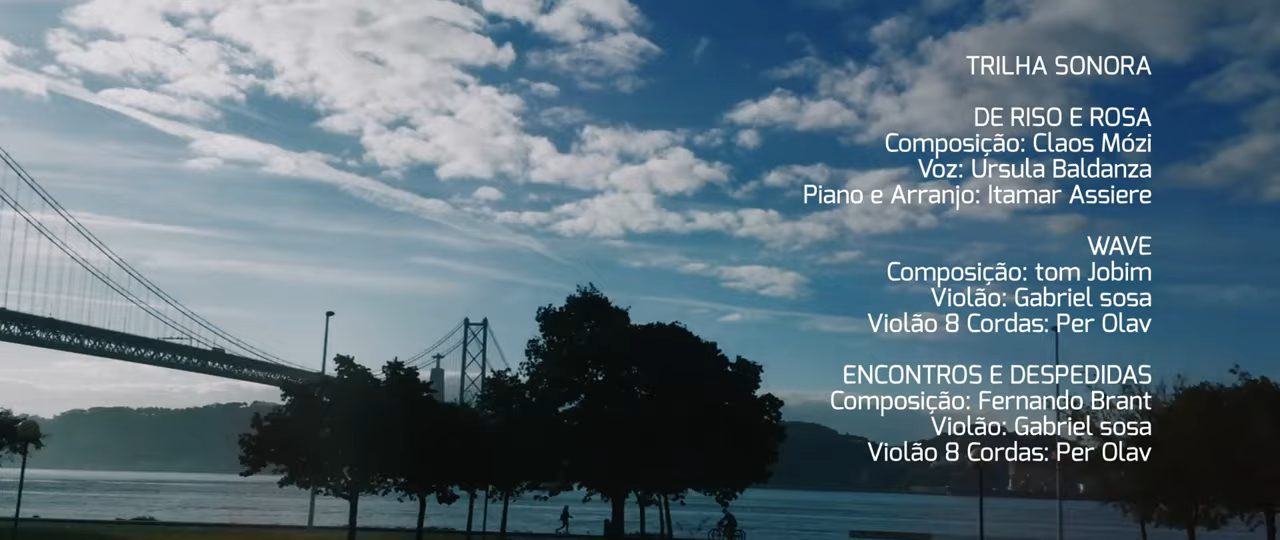 TRILHA SONORA
DE RISO E ROSA
Composição: Claos Mózi
Voz: Úrsula Baldanza
Piano e Arranjo: Itamar Assiere
WAVE
Composição: tom Jobim
Violão: Gabriel sosa
Violão 8 Cordas: Per Olav
ENCONTROS E DESPEDIDAS
Composição: Fernando Brant
Violão: Gabriel sosa
Violão 8 Cordas: Per Olav